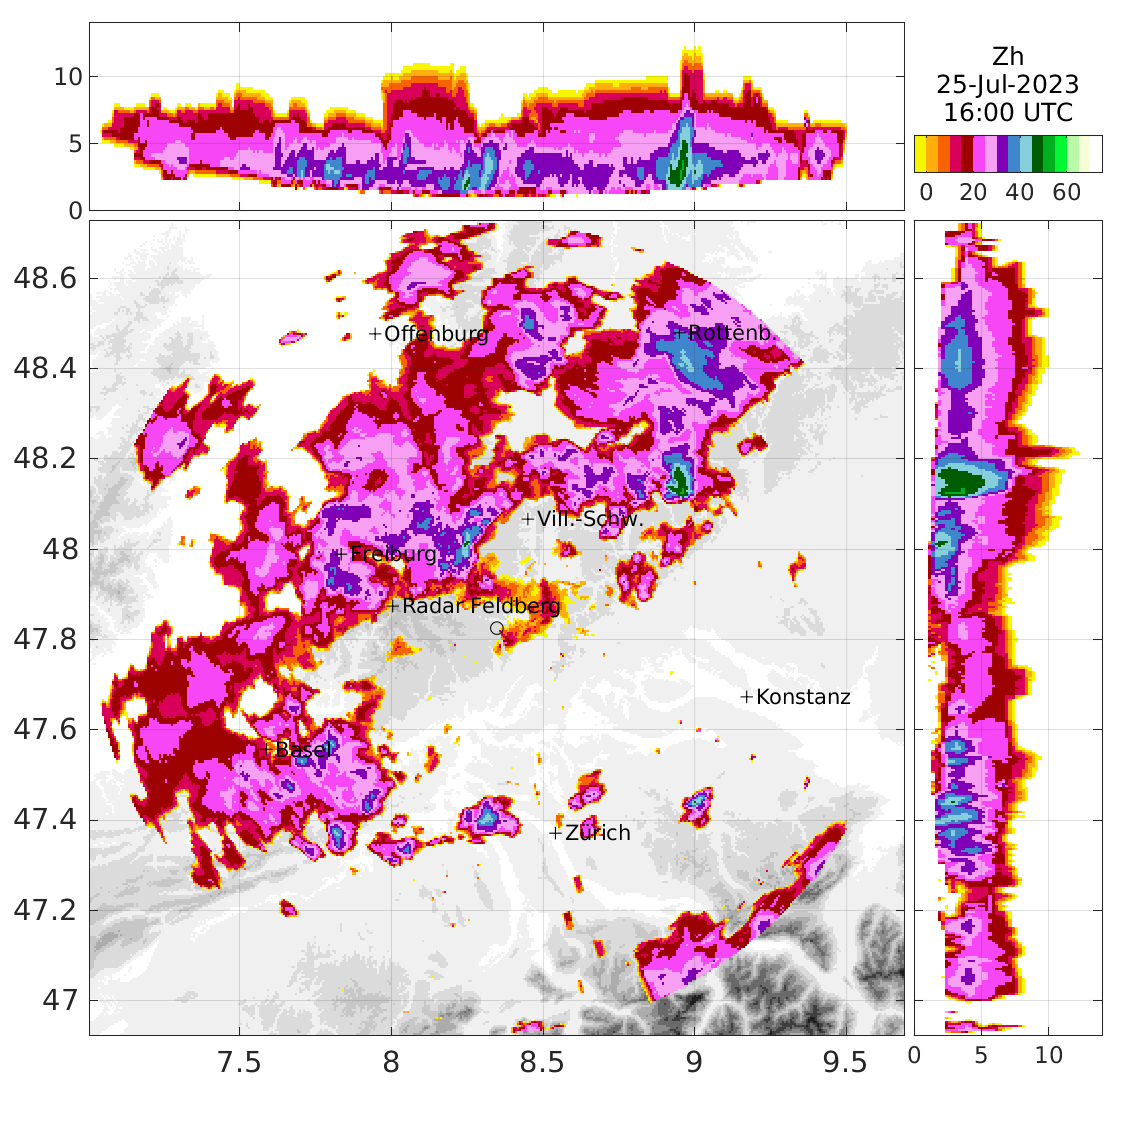 10
5
0
Zh
25-Jul-2023
16:00 UTC
0 20 40 60
48.6
48.4
48.2
48
47.8
47.6
47.4
47.2
47
Offenburg
Rottenb.
Vill.-Schw.
Freiburg
Radar Feldberg
Konstanz
Basel
Zürich
7.5 8 8.5 9 9.5
0 5 10